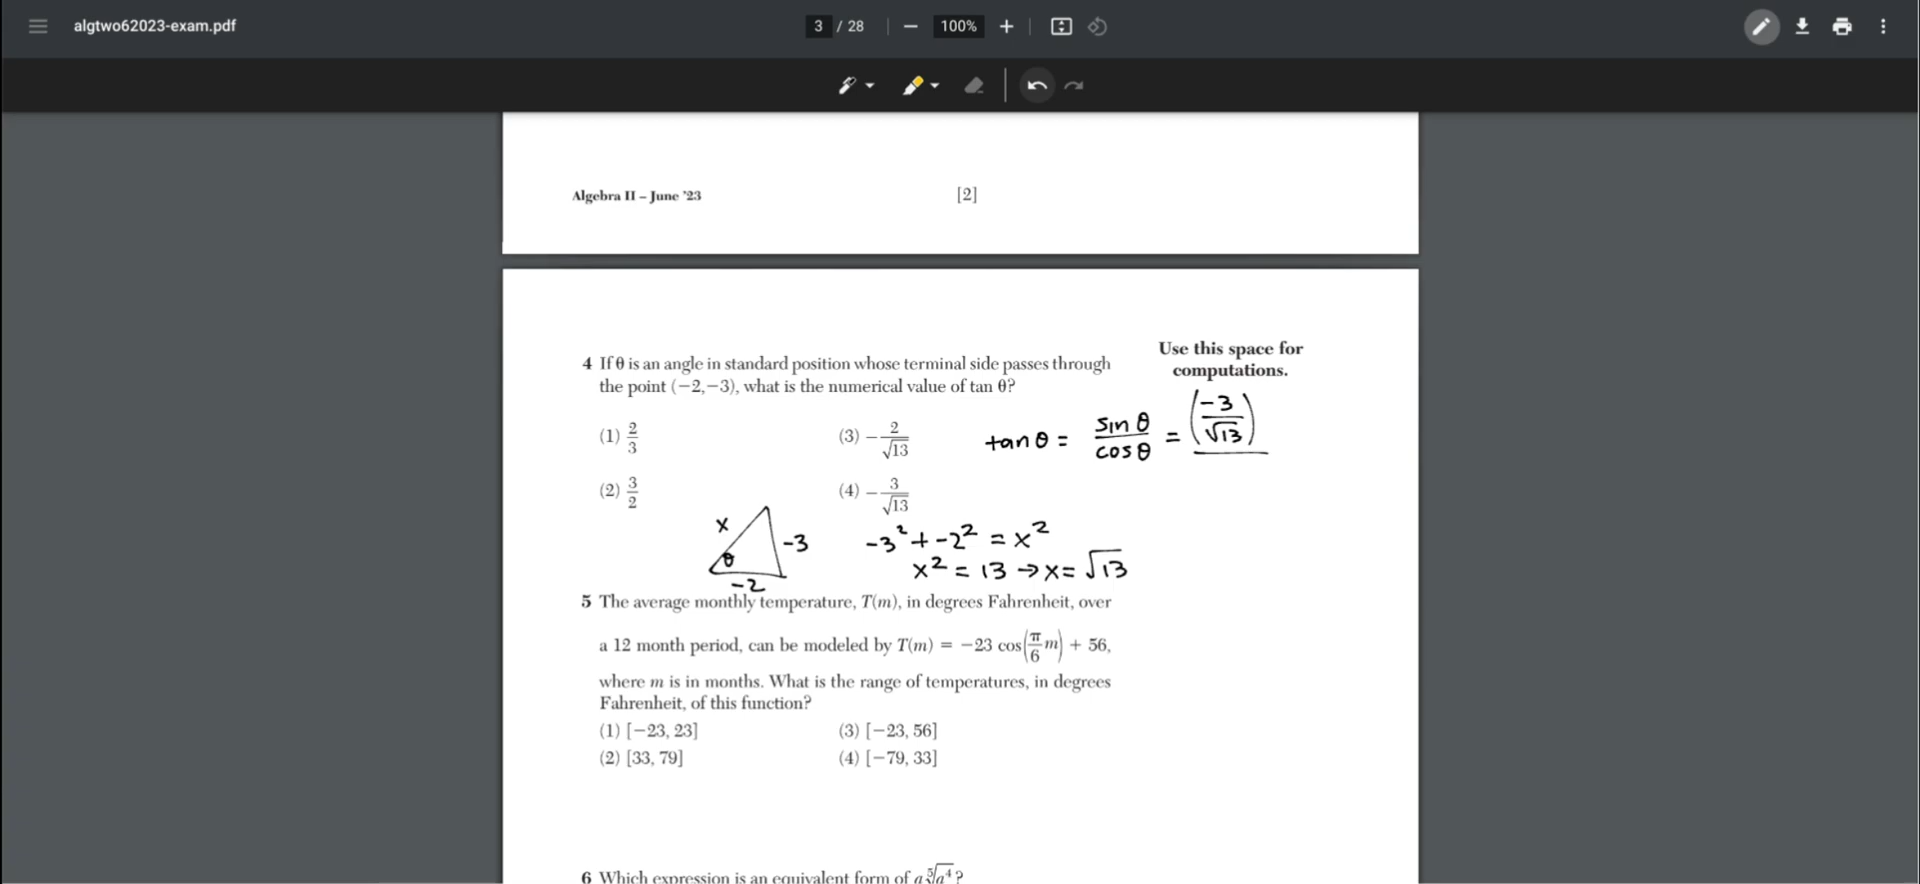 algtwo62023-exam.pdf
3 / 28
100%
Algebra II – June '23
[2]
Use this space for
computations.
4 If θ is an angle in standard position whose terminal side passes through
the point (−2,−3), what is the numerical value of tan θ?
(1) 2/3
(3) −2/√13
(2) 3/2
(4) −3/√13
tan θ = sin θ / cos θ = (-3/√13)
x
θ
-3
-2
-3² + -2² = x²
x² = 13 → x = √13
5 The average monthly temperature, T(m), in degrees Fahrenheit, over
a 12 month period, can be modeled by T(m) = −23 cos(π/6 m) + 56,
where m is in months. What is the range of temperatures, in degrees
Fahrenheit, of this function?
(1) [−23, 23]
(3) [−23, 56]
(2) [33, 79]
(4) [−79, 33]
6 Which expression is an equivalent form of a⁵√a⁴?